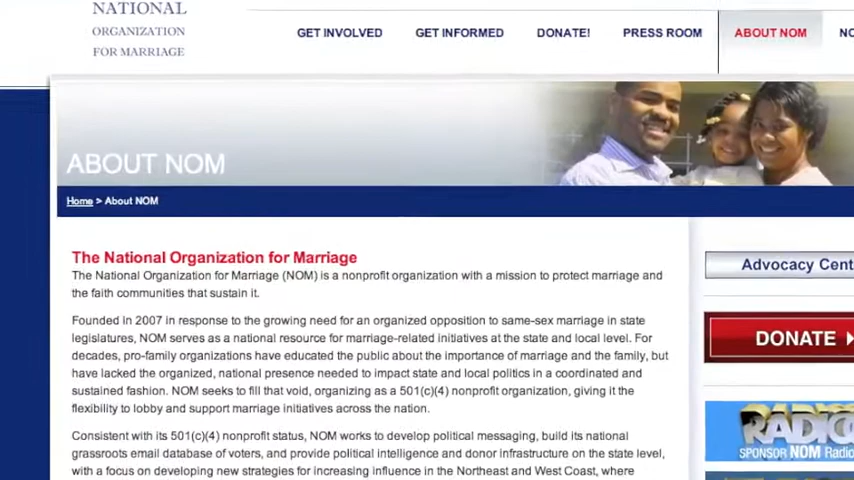 NATIONAL
ORGANIZATION
FOR MARRIAGE
GET INVOLVED GET INFORMED DONATE! PRESS ROOM ABOUT NOM
ABOUT NOM
Home > About NOM
The National Organization for Marriage
The National Organization for Marriage (NOM) is a nonprofit organization with a mission to protect marriage and
the faith communities that sustain it.
Founded in 2007 in response to the growing need for an organized opposition to same-sex marriage in state
legislatures, NOM serves as a national resource for marriage-related initiatives at the state and local level. For
decades, pro-family organizations have educated the public about the importance of marriage and the family, but
have lacked the organized, national presence needed to impact state and local politics in a coordinated and
sustained fashion. NOM seeks to fill that void, organizing as a 501(c)(4) nonprofit organization, giving it the
flexibility to lobby and support marriage initiatives across the nation.
Consistent with its 501(c)(4) nonprofit status, NOM works to develop political messaging, build its national
grassroots email database of voters, and provide political intelligence and donor infrastructure on the state level,
with a focus on developing new strategies for increasing influence in the Northeast and West Coast, where
Advocacy Cent
DONATE
RADIO
SPONSOR NOM Radio